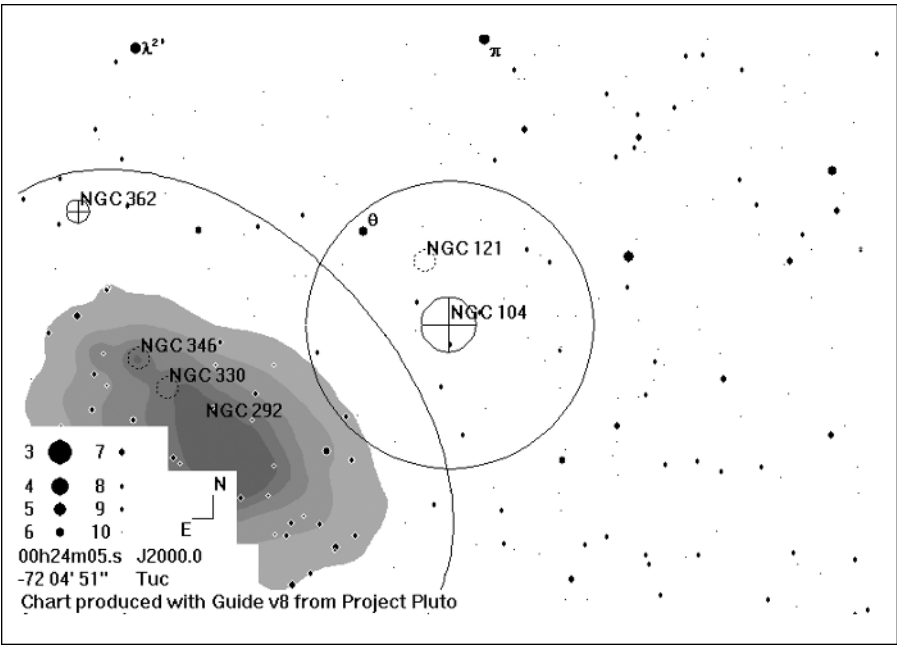 λ²
π
NGC 362
θ
NGC 121
NGC 104
NGC 346
NGC 330
NGC 292
3 7
4 8
5 9
6 10
N
E
00h24m05.s J2000.0
-72 04' 51" Tuc
Chart produced with Guide v8 from Project Pluto